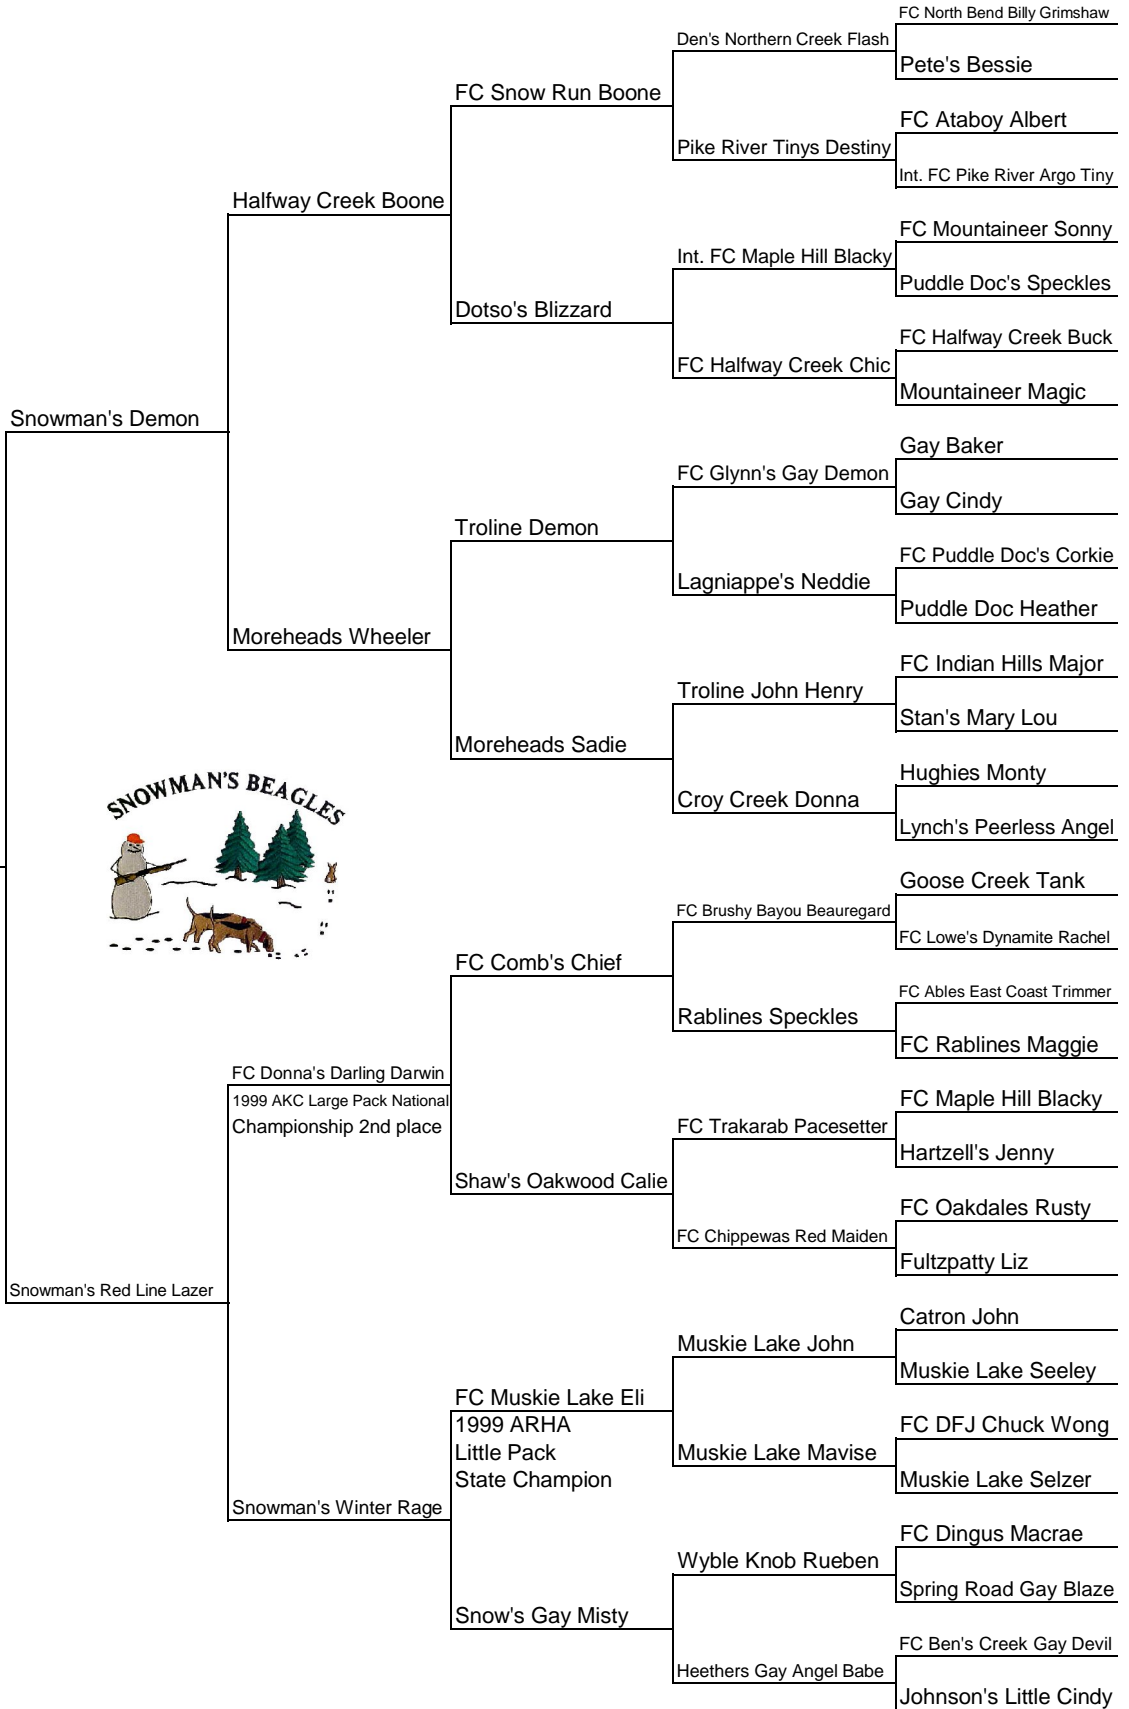 FC North Bend Billy Grimshaw
Den's Northern Creek Flash
Pete's Bessie
FC Snow Run Boone
FC Ataboy Albert
Pike River Tinys Destiny
Int. FC Pike River Argo Tiny
Halfway Creek Boone
FC Mountaineer Sonny
Int. FC Maple Hill Blacky
Puddle Doc's Speckles
Dotso's Blizzard
FC Halfway Creek Buck
FC Halfway Creek Chic
Mountaineer Magic
Snowman's Demon
Gay Baker
FC Glynn's Gay Demon
Gay Cindy
Troline Demon
FC Puddle Doc's Corkie
Lagniappe's Neddie
Puddle Doc Heather
Moreheads Wheeler
FC Indian Hills Major
Troline John Henry
Stan's Mary Lou
Moreheads Sadie
Hughies Monty
Croy Creek Donna
Lynch's Peerless Angel
SNOWMAN'S BEAGLES
Goose Creek Tank
FC Brushy Bayou Beauregard
FC Lowe's Dynamite Rachel
FC Comb's Chief
FC Ables East Coast Trimmer
Rablines Speckles
FC Rablines Maggie
FC Donna's Darling Darwin
1999 AKC Large Pack National
Championship 2nd place
FC Maple Hill Blacky
FC Trakarab Pacesetter
Hartzell's Jenny
Shaw's Oakwood Calie
FC Oakdales Rusty
FC Chippewas Red Maiden
Fultzpatty Liz
Snowman's Red Line Lazer
Catron John
Muskie Lake John
Muskie Lake Seeley
FC Muskie Lake Eli
1999 ARHA
Little Pack
State Champion
FC DFJ Chuck Wong
Muskie Lake Mavise
Muskie Lake Selzer
Snowman's Winter Rage
FC Dingus Macrae
Wyble Knob Rueben
Spring Road Gay Blaze
Snow's Gay Misty
FC Ben's Creek Gay Devil
Heethers Gay Angel Babe
Johnson's Little Cindy